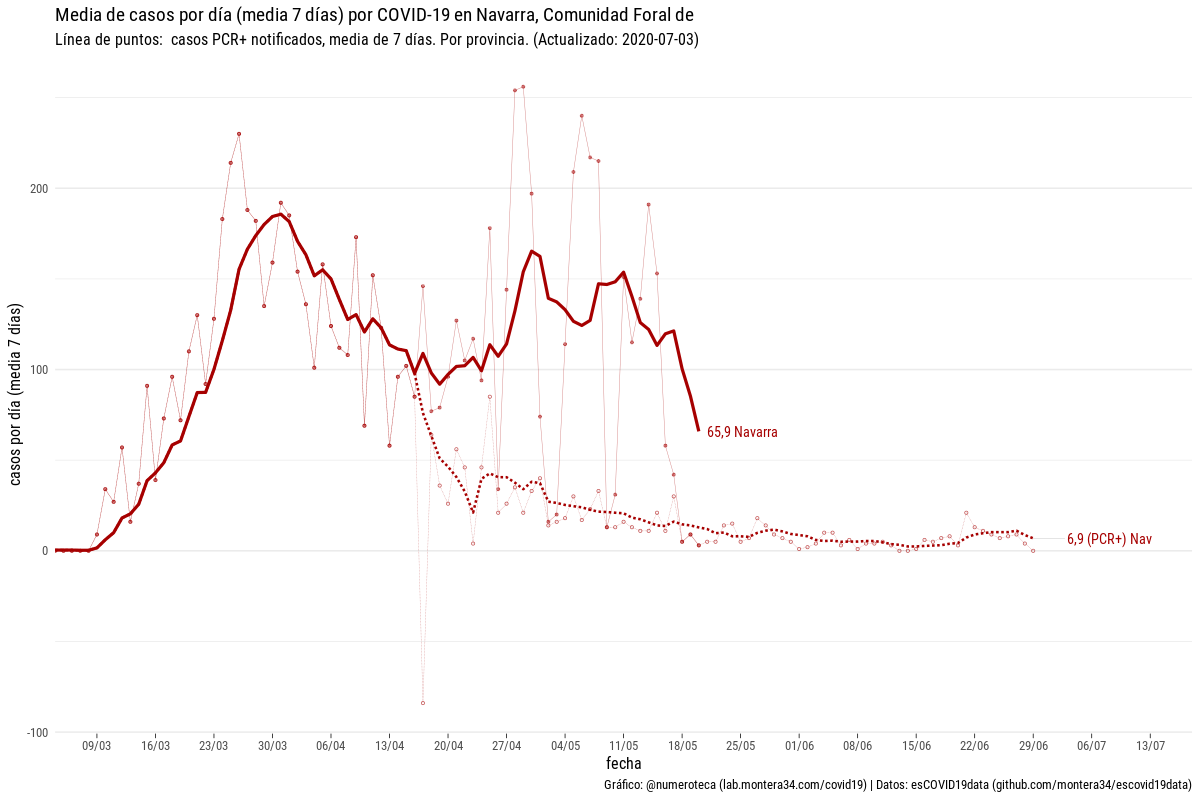 Media de casos por día (media 7 días) por COVID-19 en Navarra, Comunidad Foral de
Línea de puntos:  casos PCR+ notificados, media de 7 días. Por provincia. (Actualizado: 2020-07-03)
casos por día (media 7 días)
200
100
0
-100
65,9 Navarra
6,9 (PCR+) Nav
09/03 16/03 23/03 30/03 06/04 13/04 20/04 27/04 04/05 11/05 18/05 25/05 01/06 08/06 15/06 22/06 29/06 06/07 13/07
fecha
Gráfico: @numeroteca (lab.montera34.com/covid19) | Datos: esCOVID19data (github.com/montera34/escovid19data)